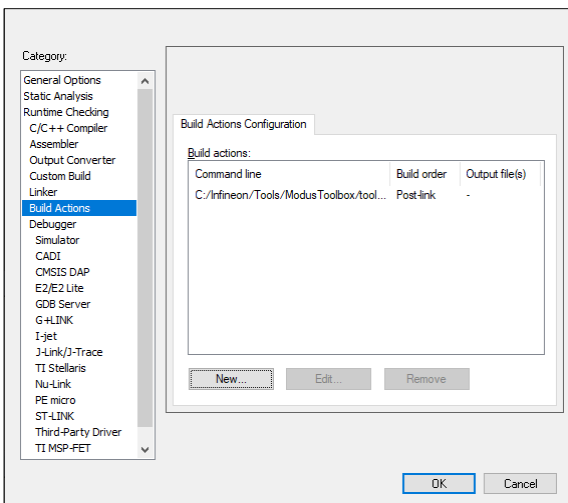 Category:
General Options
Static Analysis
Runtime Checking
C/C++ Compiler
Assembler
Output Converter
Custom Build
Linker
Build Actions
Debugger
Simulator
CADI
CMSIS DAP
E2/E2 Lite
GDB Server
G+LINK
I-jet
J-Link/J-Trace
TI Stellaris
Nu-Link
PE micro
ST-LINK
Third-Party Driver
TI MSP-FET
Build Actions Configuration
Build actions:
Command line Build order Output file(s)
C:/Infineon/Tools/ModusToolbox/tool... Post-link -
New... Edit... Remove
OK Cancel